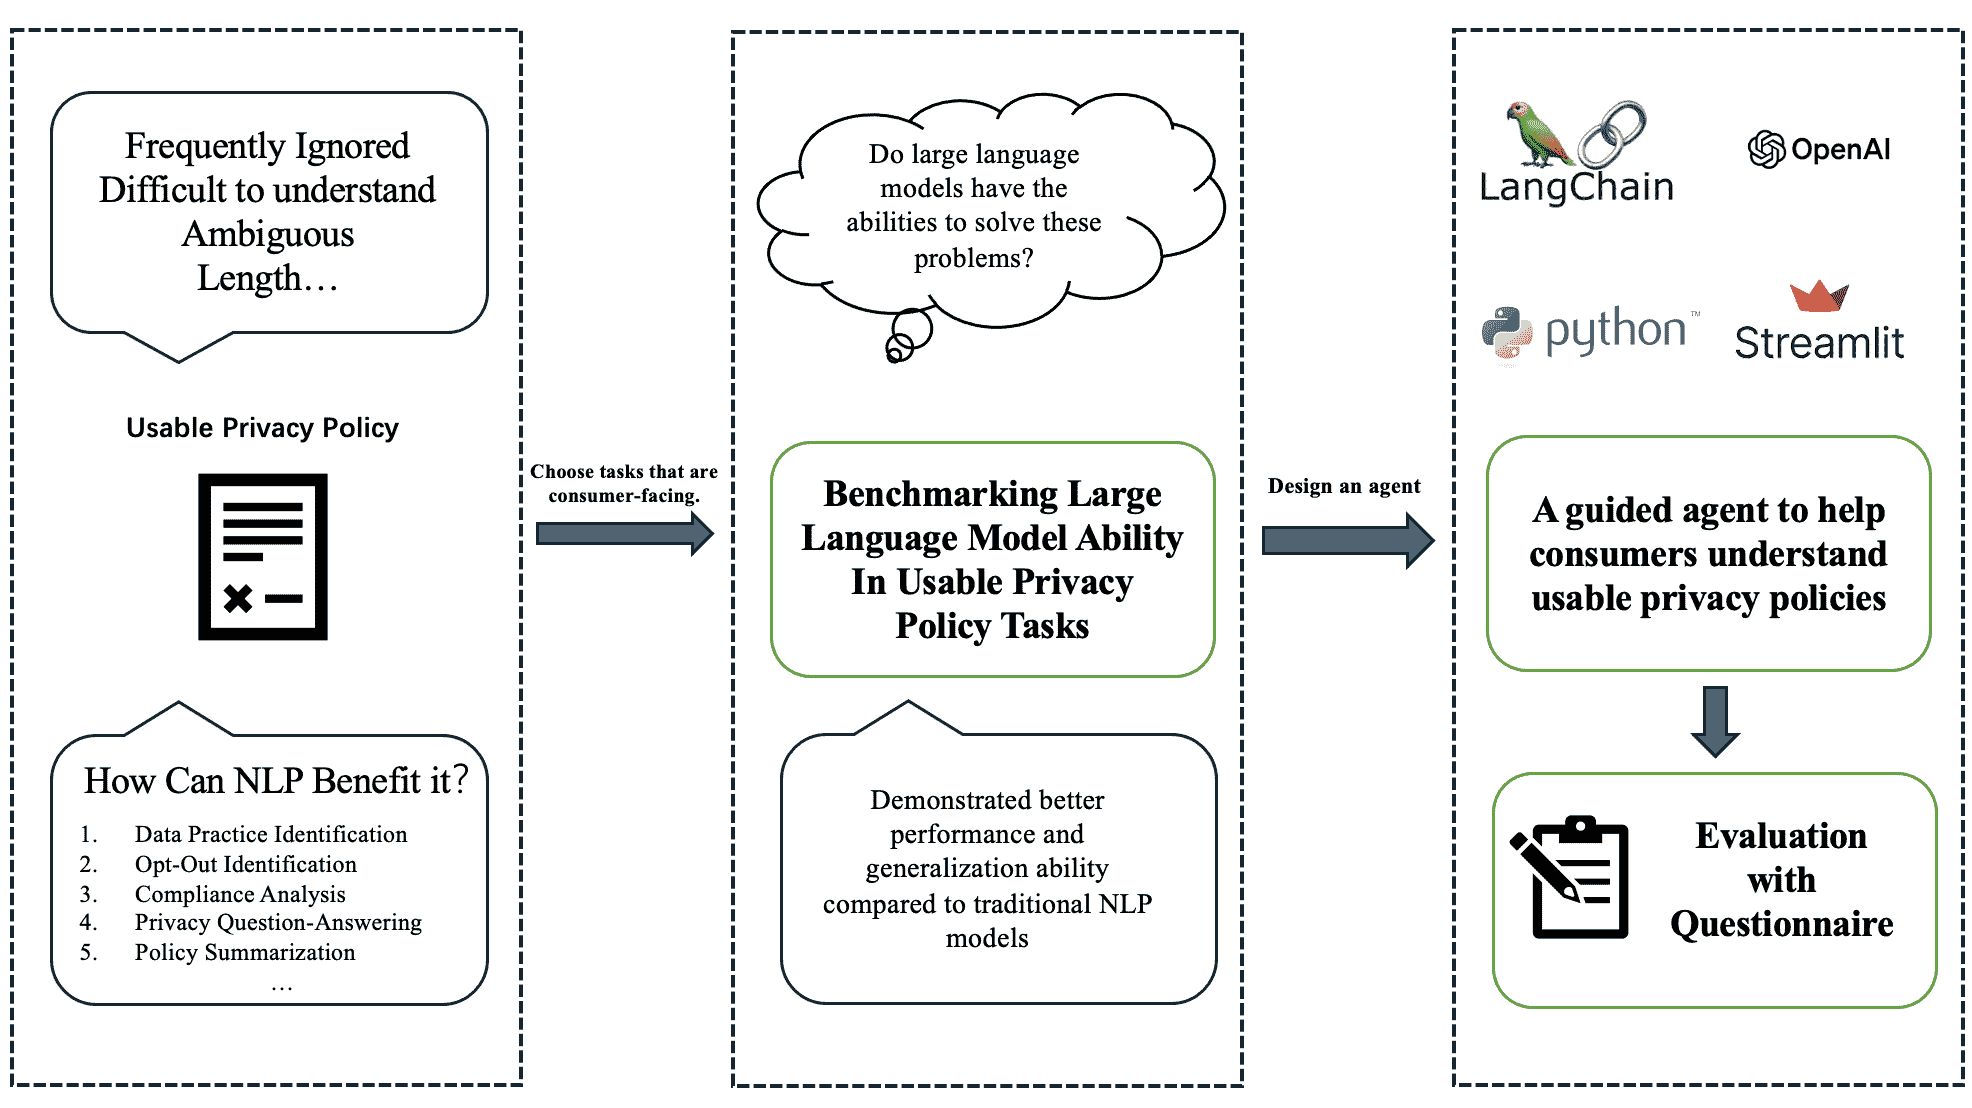 Frequently Ignored
Difficult to understand
Ambiguous
Length…
Usable Privacy Policy
How Can NLP Benefit it?
1. Data Practice Identification
2. Opt-Out Identification
3. Compliance Analysis
4. Privacy Question-Answering
5. Policy Summarization
…
Choose tasks that are
consumer-facing.
Do large language
models have the
abilities to solve these
problems?
Benchmarking Large
Language Model Ability
In Usable Privacy
Policy Tasks
Demonstrated better
performance and
generalization ability
compared to traditional NLP
models
Design an agent
LangChain
OpenAI
python™
Streamlit
A guided agent to help
consumers understand
usable privacy policies
Evaluation
with
Questionnaire